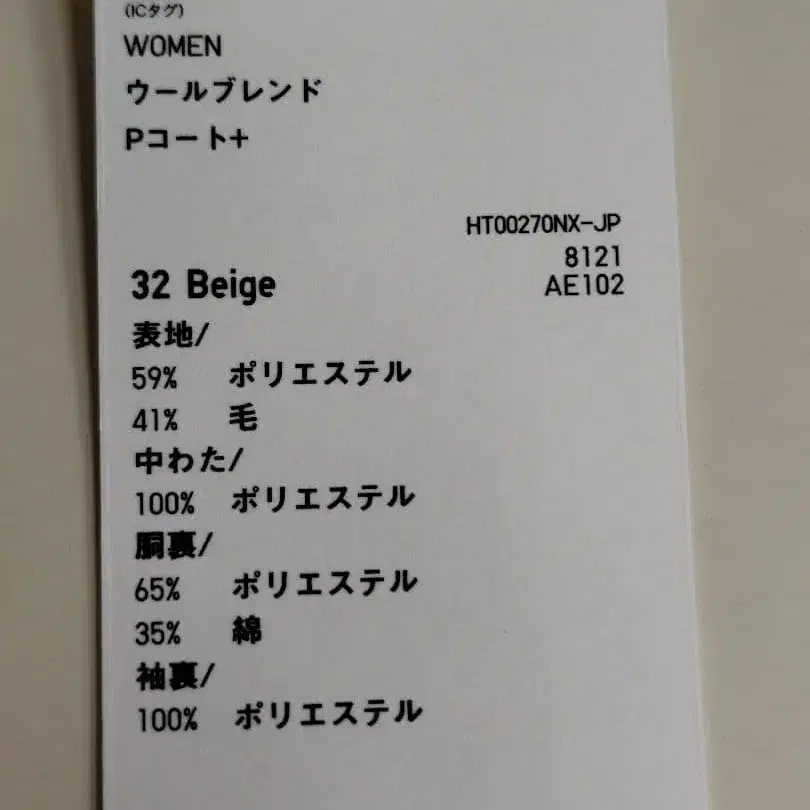 (ICタグ)
WOMEN
ウールブレンド
Pコート+
HT00270NX-JP
8121
32 Beige
AE102
表地/
59% ポリエステル
41% 毛
中わた/
100% ポリエステル
胴裏/
65% ポリエステル
35% 綿
袖裏/
100% ポリエステル